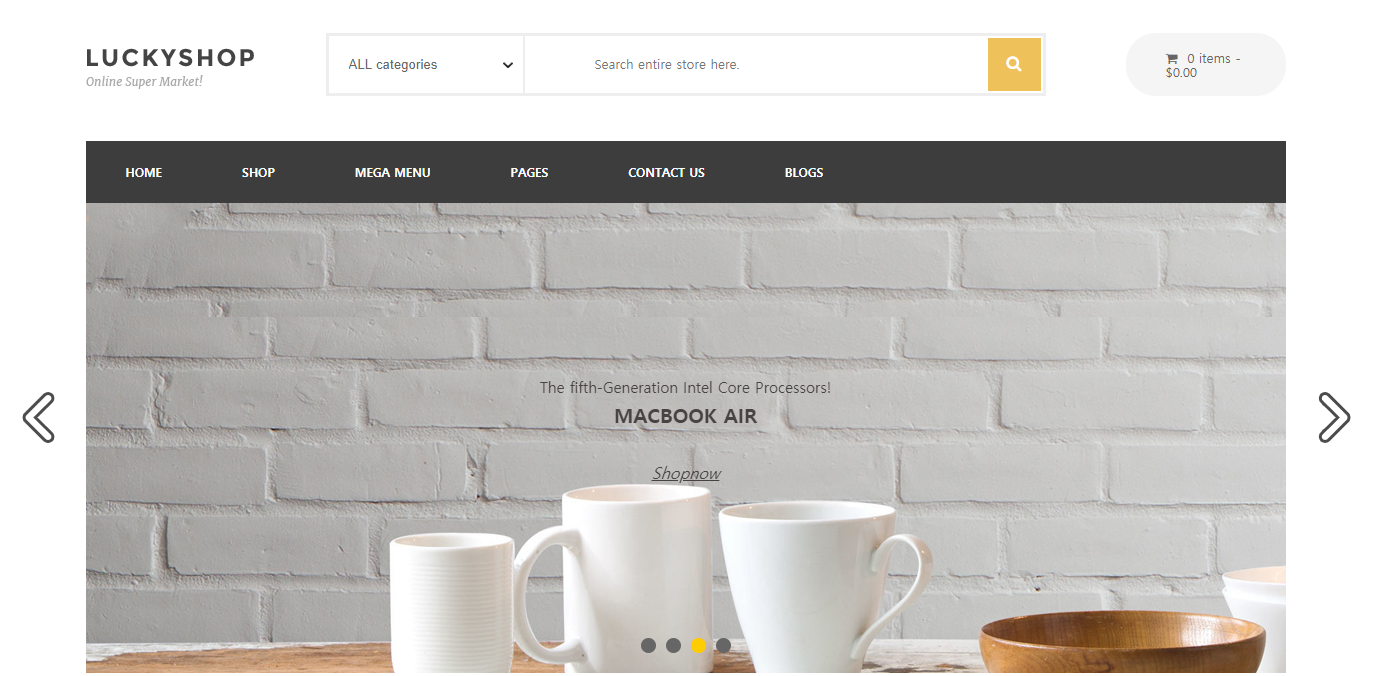 LUCKYSHOP
Online Super Market!
ALL categories
Search entire store here.
0 items -
$0.00
HOME
SHOP
MEGA MENU
PAGES
CONTACT US
BLOGS
The fifth-Generation Intel Core Processors!
MACBOOK AIR
Shopnow